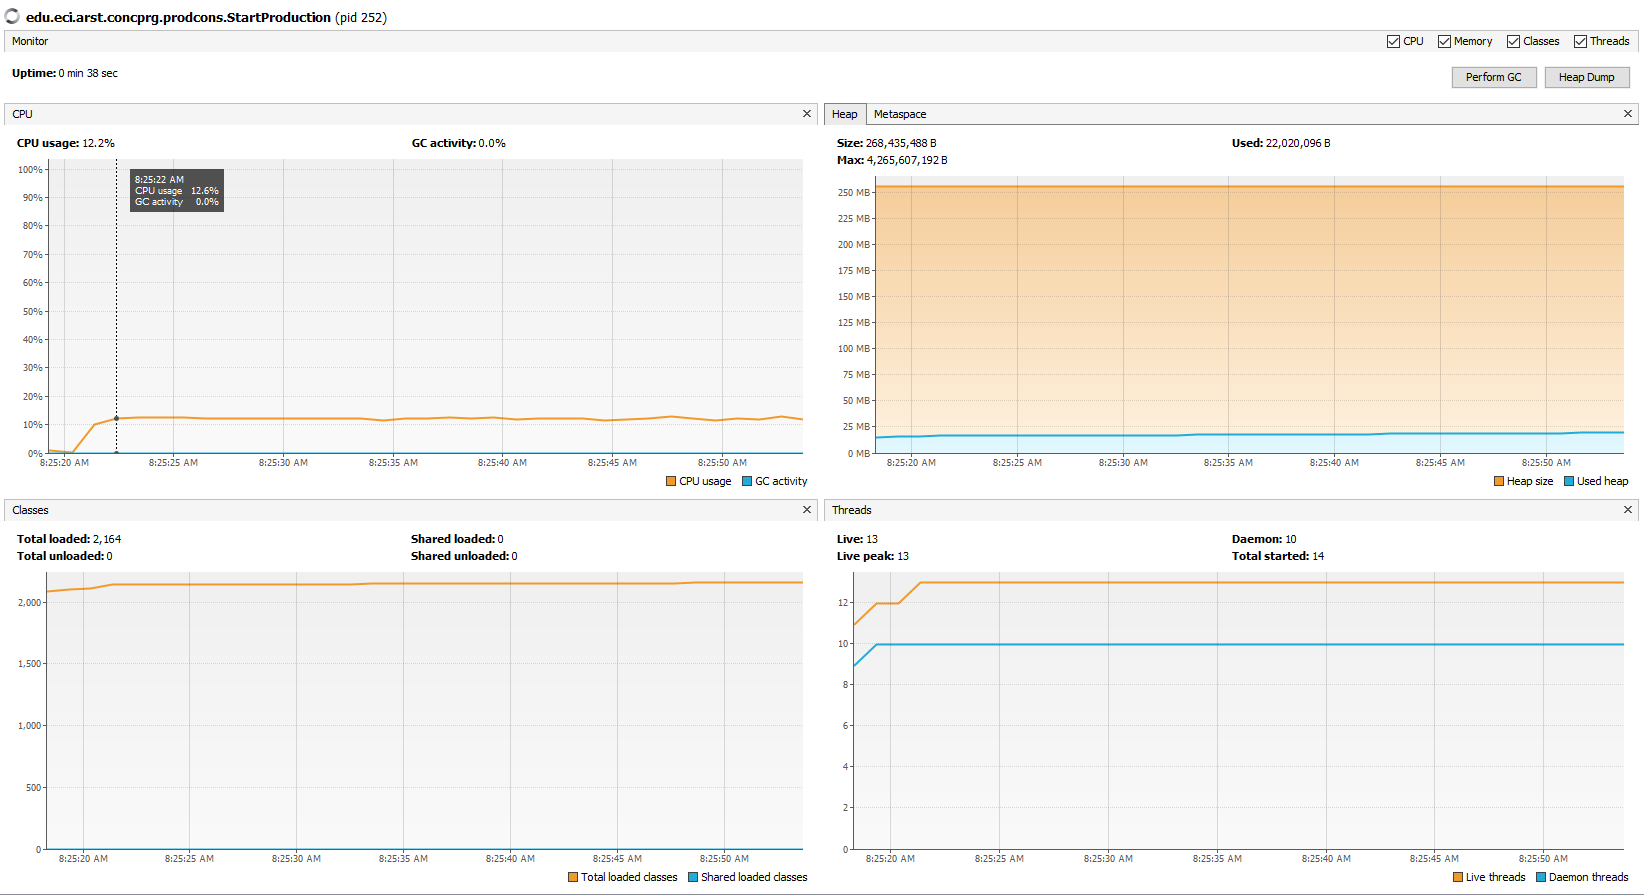 edu.eci.arst.concprg.prodcons.StartProduction (pid 252)
Monitor
CPU Memory Classes Threads
Uptime: 0 min 38 sec
Perform GC Heap Dump
CPU
CPU usage: 12.2% GC activity: 0.0%
100%
90%
80%
70%
60%
50%
40%
30%
20%
10%
0%
8:25:22 AM
CPU usage 12.6%
GC activity 0.0%
8:25:20 AM 8:25:25 AM 8:25:30 AM 8:25:35 AM 8:25:40 AM 8:25:45 AM 8:25:50 AM
CPU usage GC activity
Heap Metaspace
Size: 268,435,488 B Used: 22,020,096 B
Max: 4,265,607,192 B
250 MB
225 MB
200 MB
175 MB
150 MB
125 MB
100 MB
75 MB
50 MB
25 MB
0 MB
8:25:20 AM 8:25:25 AM 8:25:30 AM 8:25:35 AM 8:25:40 AM 8:25:45 AM 8:25:50 AM
Heap size Used heap
Classes
Total loaded: 2,164 Shared loaded: 0
Total unloaded: 0 Shared unloaded: 0
2,000
1,500
1,000
500
0
8:25:20 AM 8:25:25 AM 8:25:30 AM 8:25:35 AM 8:25:40 AM 8:25:45 AM 8:25:50 AM
Total loaded classes Shared loaded classes
Threads
Live: 13 Daemon: 10
Live peak: 13 Total started: 14
12
10
8
6
4
2
0
8:25:20 AM 8:25:25 AM 8:25:30 AM 8:25:35 AM 8:25:40 AM 8:25:45 AM 8:25:50 AM
Live threads Daemon threads